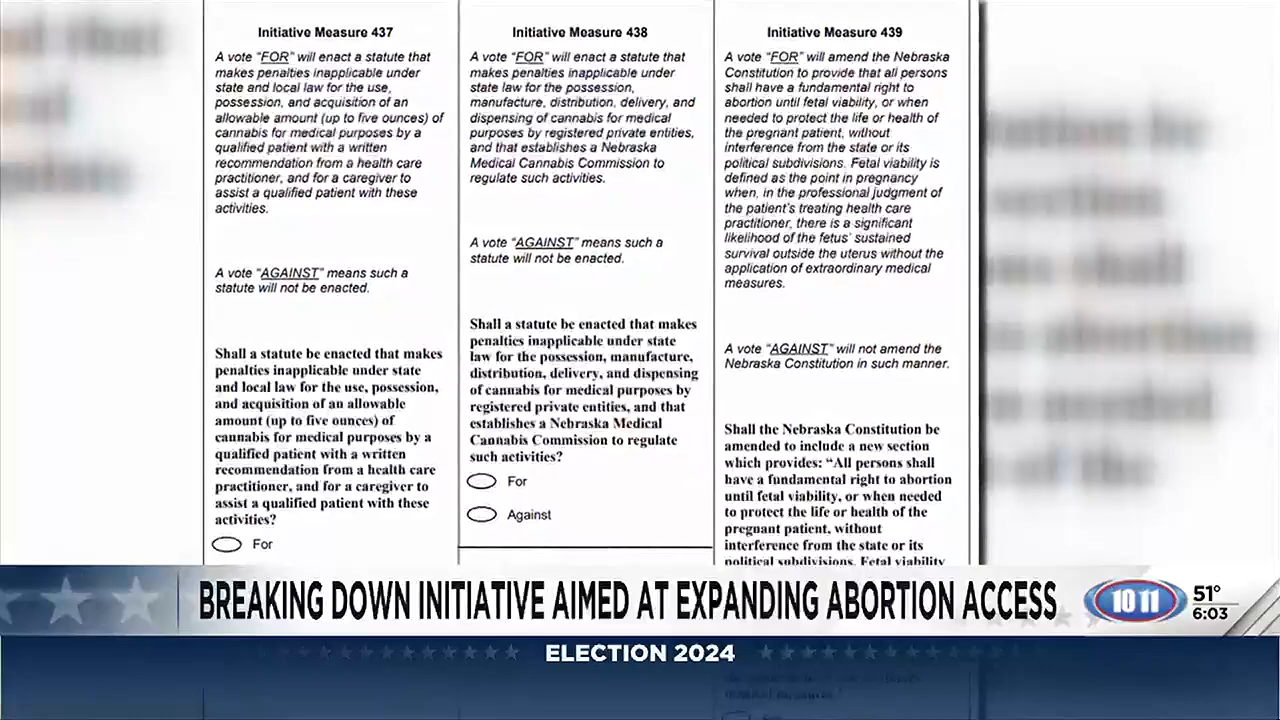 Initiative Measure 437
A vote "FOR" will enact a statute that
makes penalties inapplicable under
state and local law for the use,
possession, and acquisition of an
allowable amount (up to five ounces) of
cannabis for medical purposes by a
qualified patient with a written
recommendation from a health care
practitioner, and for a caregiver to
assist a qualified patient with these
activities.
A vote "AGAINST" means such a
statute will not be enacted.
Shall a statute be enacted that makes
penalties inapplicable under state
and local law for the use, possession,
and acquisition of an allowable
amount (up to five ounces) of
cannabis for medical purposes by a
qualified patient with a written
recommendation from a health care
practitioner, and for a caregiver to
assist a qualified patient with these
activities?
For
Initiative Measure 438
A vote "FOR" will enact a statute that
makes penalties inapplicable under
state law for the possession,
manufacture, distribution, delivery, and
dispensing of cannabis for medical
purposes by registered private entities,
and that establishes a Nebraska
Medical Cannabis Commission to
regulate such activities.
A vote "AGAINST" means such a
statute will not be enacted.
Shall a statute be enacted that makes
penalties inapplicable under state
law for the possession, manufacture,
distribution, delivery, and dispensing
of cannabis for medical purposes by
registered private entities, and that
establishes a Nebraska Medical
Cannabis Commission to regulate
such activities?
For
Against
Initiative Measure 439
A vote "FOR" will amend the Nebraska
Constitution to provide that all persons
shall have a fundamental right to
abortion until fetal viability, or when
needed to protect the life or health of
the pregnant patient, without
interference from the state or its
political subdivisions. Fetal viability is
defined as the point in pregnancy
when, in the professional judgment of
the patient's treating health care
practitioner, there is a significant
likelihood of the fetus' sustained
survival outside the uterus without the
application of extraordinary medical
measures.
A vote "AGAINST" will not amend the
Nebraska Constitution in such manner.
Shall the Nebraska Constitution be
amended to include a new section
which provides: "All persons shall
have a fundamental right to abortion
until fetal viability, or when needed
to protect the life or health of the
pregnant patient, without
interference from the state or its
political subdivisions. Fetal viability
BREAKING DOWN INITIATIVE AIMED AT EXPANDING ABORTION ACCESS
10 11
51°
6:03
ELECTION 2024